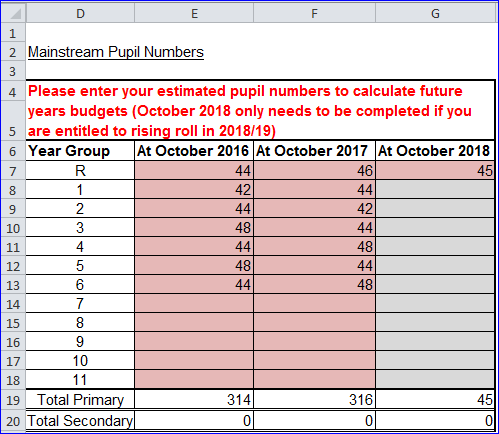 D E F G
1
2 Mainstream Pupil Numbers
3
4 Please enter your estimated pupil numbers to calculate future
years budgets (October 2018 only needs to be completed if you
5 are entitled to rising roll in 2018/19)
6 Year Group At October 2016 At October 2017 At October 2018
7 R 44 46 45
8 1 42 44
9 2 44 42
10 3 48 44
11 4 44 48
12 5 48 44
13 6 44 48
14 7
15 8
16 9
17 10
18 11
19 Total Primary 314 316 45
20 Total Secondary 0 0 0